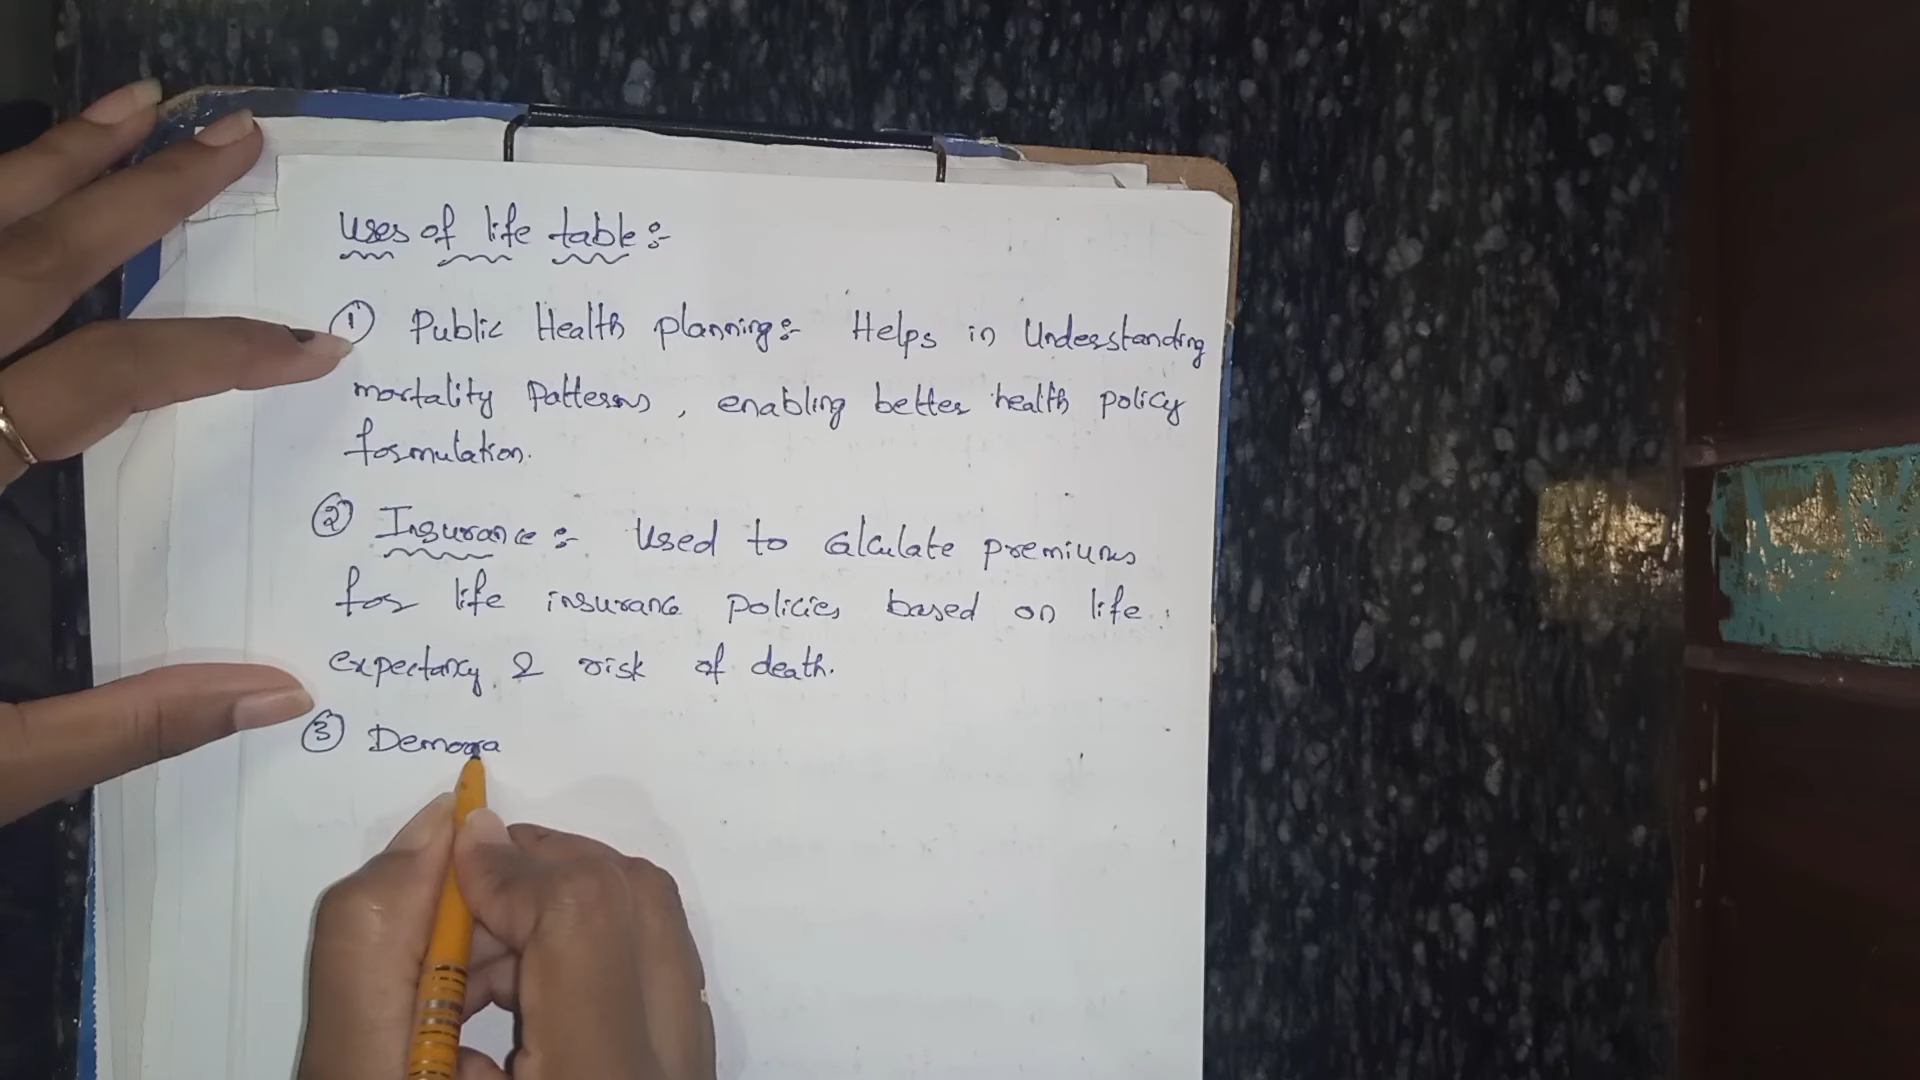 Uses of life table:-
① Public Health planning:- Helps in Understanding
mortality patterns, enabling better health policy
formulation.
② Insurance:- Used to calculate premiums
for life insurance policies based on life
expectancy & risk of death.
③ Demogra